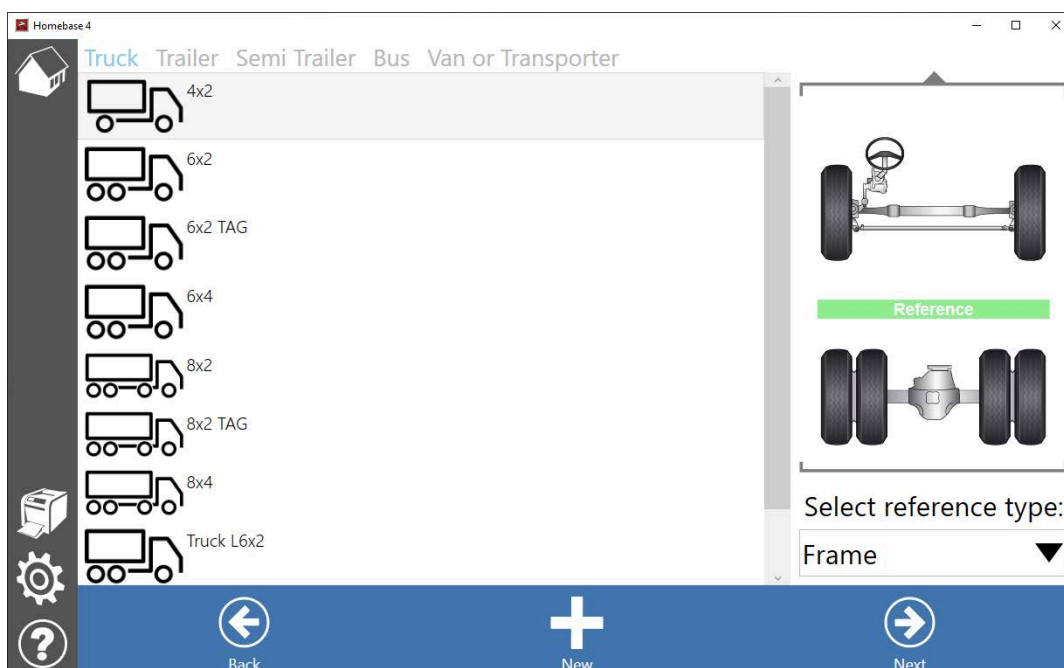 Homebase 4
Truck Trailer Semi Trailer Bus Van or Transporter
4x2
6x2
6x2 TAG
6x4
8x2
8x2 TAG
8x4
Truck L6x2
Reference
Select reference type:
Frame
Back
New
Next